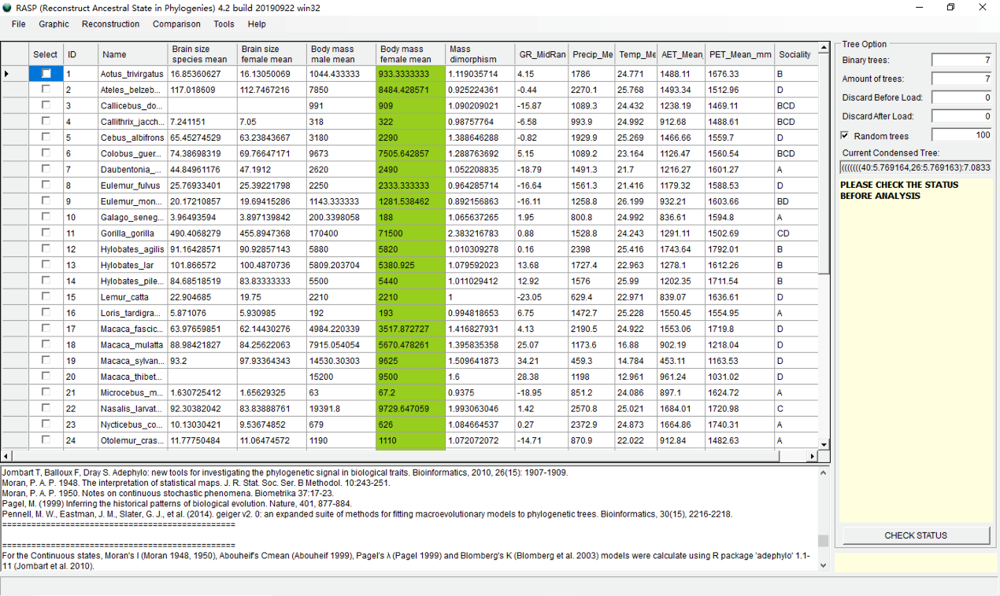 RASP (Reconstruct Ancestral State in Phylogenies) 4.2 build 20190922 win32
File Graphic Reconstruction Comparison Tools Help
Select ID Name Brain size species mean Brain size female mean Body mass male mean Body mass female mean Mass dimorphism GR_MidRan Precip_Me Temp_Me AET_Mean_ PET_Mean_mm Sociality
1 Aotus_trivirgatus 16.85360627 16.13050069 1044.433333 933.3333333 1.119035714 4.15 1786 24.771 1488.11 1676.33 B
2 Ateles_belzeb... 117.018609 112.7467216 7850 8484.428571 0.925224361 -0.44 2270.1 25.768 1493.34 1512.96 D
3 Callicebus_do... 991 909 1.090209021 -15.87 1089.3 24.432 1238.19 1469.11 BCD
4 Callithrix_jacch... 7.241151 7.05 318 322 0.98757764 -6.58 993.9 24.992 912.68 1488.61 BCD
5 Cebus_albifrons 65.45274529 63.23843667 3180 2290 1.388646288 -0.82 1929.9 25.269 1466.66 1559.7 D
6 Colobus_guer... 74.38698319 69.76647171 9673 7505.642857 1.288763692 5.15 1089.2 23.164 1126.47 1560.54 BCD
7 Daubentonia_... 44.84961176 47.1912 2620 2490 1.052208835 -18.79 1491.3 21.7 1216.27 1601.27 A
8 Eulemur_fulvus 25.76933401 25.39221798 2250 2333.333333 0.964285714 -16.64 1561.3 21.416 1179.32 1588.53 D
9 Eulemur_mon... 20.17210857 19.69415286 1143.333333 1281.538462 0.892156863 -16.11 1258.8 26.199 932.21 1603.66 BD
10 Galago_seneg... 3.96493594 3.897139842 200.3398058 188 1.065637265 1.95 800.8 24.992 836.61 1594.8 A
11 Gorilla_gorilla 490.4068279 455.8947368 170400 71500 2.383216783 0.88 1528.8 24.243 1291.11 1502.69 CD
12 Hylobates_agilis 91.16428571 90.92857143 5880 5820 1.010309278 0.16 2398 25.416 1743.64 1792.01 B
13 Hylobates_lar 101.866572 100.4870736 5809.203704 5380.925 1.079592023 13.68 1727.4 22.963 1278.1 1612.26 B
14 Hylobates_pile... 84.68518519 83.83333333 5500 5440 1.011029412 12.92 1576 25.99 1202.35 1711.54 B
15 Lemur_catta 22.904685 19.75 2210 2210 1 -23.05 629.4 22.971 839.07 1636.61 D
16 Loris_tardigra... 5.871076 5.930985 192 193 0.994818653 6.75 1472.7 25.228 1550.45 1554.95 A
17 Macaca_fascic... 63.97659851 62.14430276 4984.220339 3517.872727 1.416827931 4.13 2190.5 24.922 1553.06 1719.8 D
18 Macaca_mulatta 88.98421827 84.25622063 7915.054054 5670.478261 1.395835358 25.07 1173.6 16.88 902.19 1218.04 D
19 Macaca_sylvan... 93.2 97.93364343 14530.30303 9625 1.509641873 34.21 459.3 14.784 453.11 1163.53 D
20 Macaca_thibet... 15200 9500 1.6 28.38 1198 12.961 961.24 1031.02 D
21 Microcebus_m... 1.630725412 1.65629325 63 67.2 0.9375 -18.95 851.2 24.086 897.1 1624.72 A
22 Nasalis_larvat... 92.30382042 83.83888761 19391.8 9729.647059 1.993063046 1.42 2570.8 25.021 1684.01 1720.98 C
23 Nycticebus_co... 10.13030421 9.53674852 679 626 1.084664537 0.27 2372.9 24.873 1664.86 1740.31 A
24 Otolemur_cras... 11.77750484 11.06474572 1190 1110 1.072072072 -14.71 870.9 22.022 912.84 1482.63 A
Tree Option
Binary trees: 7
Amount of trees: 7
Discard Before Load: 0
Discard After Load: 0
Random trees 100
Current Condensed Tree:
(((((((40:5.769164,26:5.769163):7.0833
PLEASE CHECK THE STATUS
BEFORE ANALYSIS
CHECK STATUS
Jombart T, Balloux F, Dray S. Adephylo: new tools for investigating the phylogenetic signal in biological traits. Bioinformatics, 2010, 26(15): 1907-1909.
Moran, P. A. P. 1948. The interpretation of statistical maps. J. R. Stat. Soc. Ser. B Methodol. 10:243-251.
Moran, P. A. P. 1950. Notes on continuous stochastic phenomena. Biometrika 37:17-23.
Pagel, M. (1999) Inferring the historical patterns of biological evolution. Nature, 401, 877-884.
Pennell, M. W., Eastman, J. M., Slater, G. J., et al. (2014). geiger v2. 0: an expanded suite of methods for fitting macroevolutionary models to phylogenetic trees. Bioinformatics, 30(15), 2216-2218.
=================================================
=================================================
For the Continuous states, Moran's I (Moran 1948, 1950), Abouheif's Cmean (Abouheif 1999), Pagel's λ (Pagel 1999) and Blomberg's K (Blomberg et al. 2003) models were calculate using R package 'adephylo' 1.1-
11 (Jombart et al. 2010).